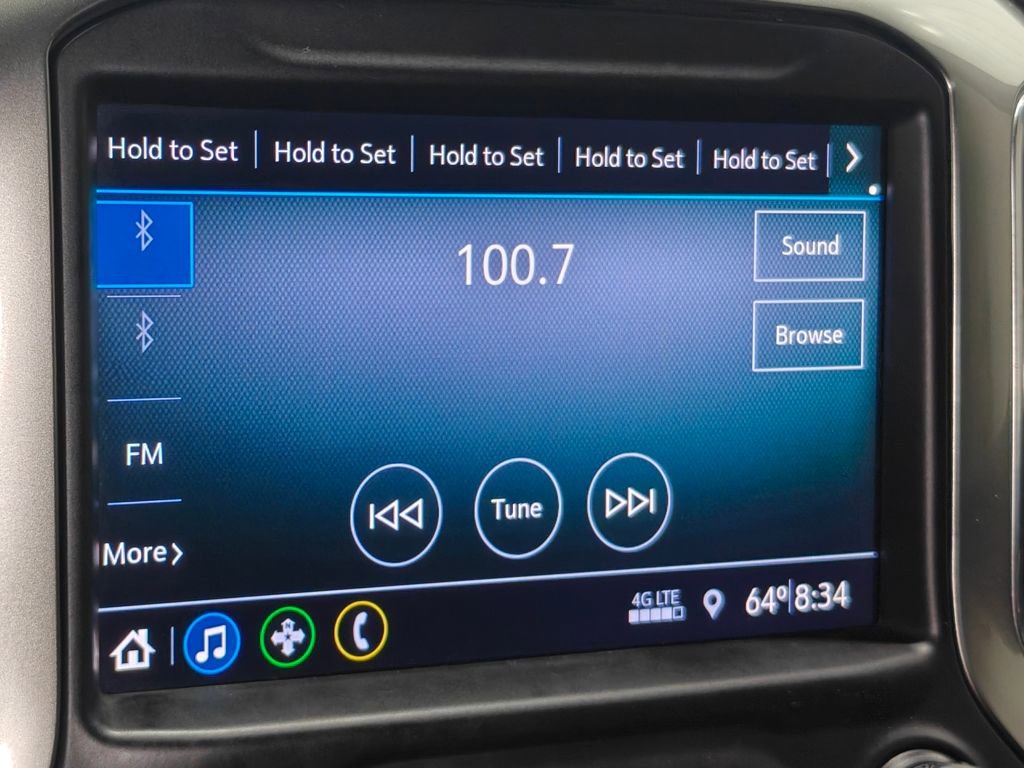 Hold to Set Hold to Set Hold to Set Hold to Set Hold to Set
100.7
Sound
Browse
FM
Tune
More
4G LTE
64º 8:34
N